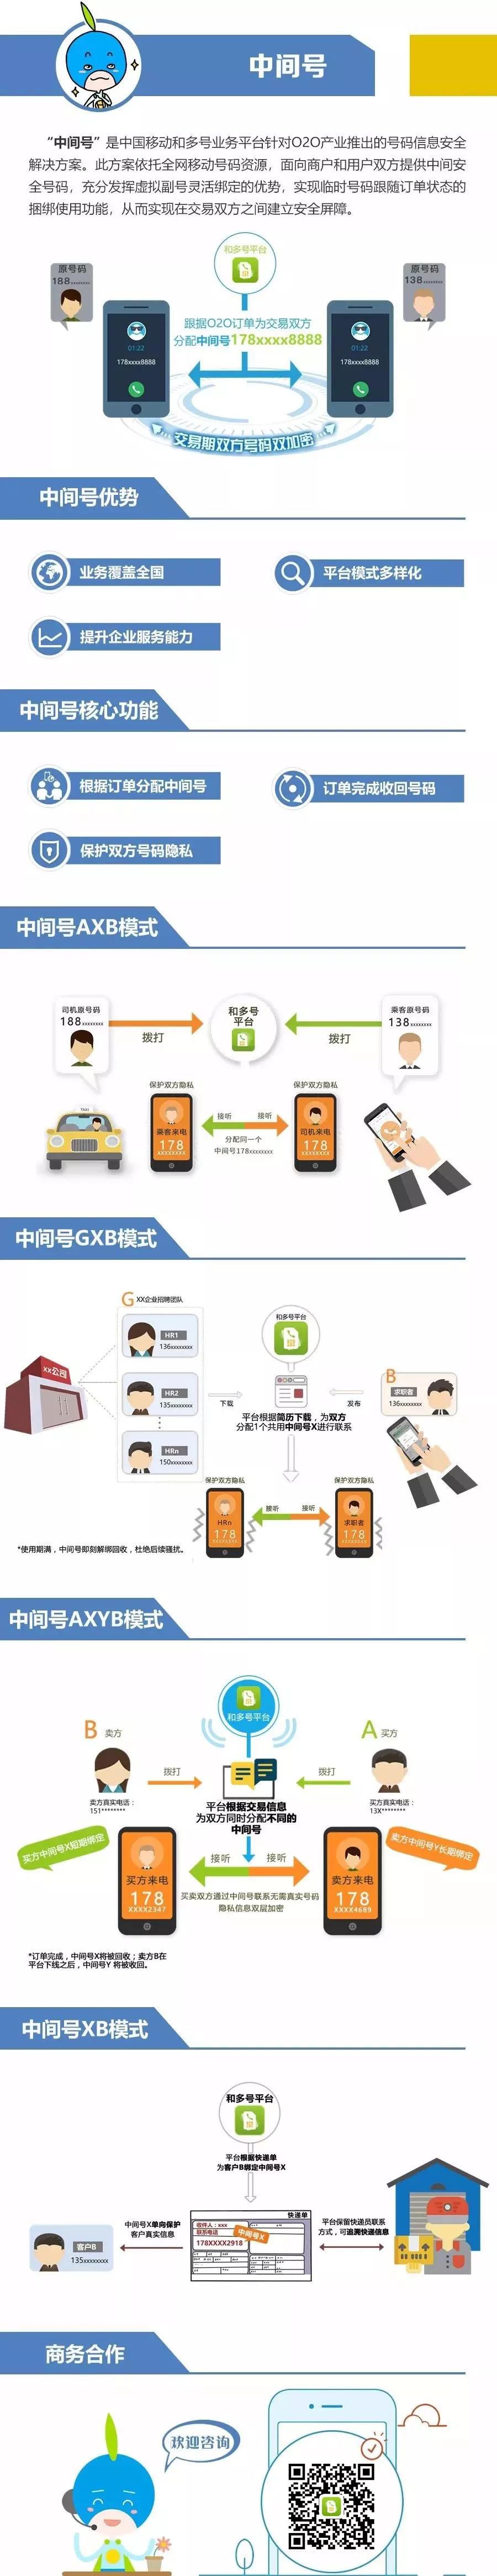 中间号
“中间号”是中国移动和多号业务平台针对O2O产业推出的号码信息安全
解决方案。此方案依托全网移动号码资源，面向商户和用户双方提供中间安
全号码，充分发挥虚拟副号灵活绑定的优势，实现临时号码跟随订单状态的
捆绑使用功能，从而实现在交易双方之间建立安全屏障。
和多号平台
原号码
188........
原号码
138........
跟据O2O订单为交易双方
分配中间号178xxxx8888
01:22
178xxxx8888
01:22
178xxxx8888
交易期双方号码双加密
中间号优势
业务覆盖全国
平台模式多样化
提升企业服务能力
中间号核心功能
根据订单分配中间号
订单完成收回号码
保护双方号码隐私
中间号AXB模式
司机原号码
188xxxxxxxx
和多号
平台
乘客原号码
138xxxxxxxx
拨打
拨打
保护双方隐私
保护双方隐私
乘客来电
178
XXXXXXXX
接听
接听
分配同一个
中间号178xxxxxxxx
司机来电
178
XXXXXXXX
TAXI
中间号GXB模式
G XX企业招聘团队
和多号平台
HR1
136xxxxxxxx
XX公司
HR2
135xxxxxxxx
HRn
150xxxxxxxx
下载
发布
B
求职者
136xxxxxxxx
平台根据简历下载，为双方
分配1个共用中间号X进行联系
保护双方隐私
保护双方隐私
HRn
178
XXXXXXXX
接听
接听
求职者
178
XXXXXXXX
*使用期满，中间号即刻解绑回收，杜绝后续骚扰。
中间号AXYB模式
和多号平台
B 卖方
A 买方
拨打
拨打
卖方真实电话：
151********
买方真实电话：
13X********
平台根据交易信息
为双方同时分配不同的
中间号
买方中间号X短期绑定
卖方中间号Y长期绑定
买方来电
178
XXXX2347
接听
接听
卖方来电
178
XXXX4689
买卖双方通过中间号联系无需真实号码
隐私信息双层加密
*订单完成，中间号X将被回收；卖方B在
平台下线之后，中间号Y 将被收回。
中间号XB模式
和多号平台
平台根据快递单
为客户B绑定中间号X
快递单
收件人：xxx
联系电话
178XXXX2918
中间号X
中间号X单向保护
客户真实信息
客户B
135xxxxxxxx
平台保留快递员联系
方式，可追溯快递信息
商务合作
欢迎咨询